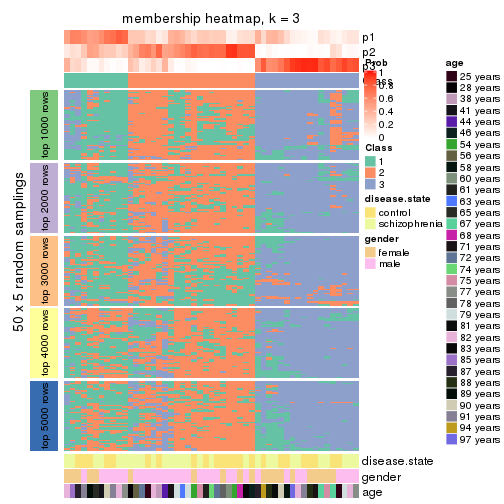 membership heatmap, k = 3
p1
p2
p3
Class
50 x 5 random samplings
top 1000 rows
top 2000 rows
top 3000 rows
top 4000 rows
top 5000 rows
disease.state
gender
age
Prob
1
0.8
0.6
0.4
0.2
0
Class
1
2
3
disease.state
control
schizophrenia
gender
female
male
age
25 years
28 years
38 years
41 years
44 years
46 years
54 years
56 years
58 years
60 years
61 years
63 years
65 years
67 years
68 years
71 years
72 years
74 years
75 years
77 years
78 years
79 years
81 years
82 years
83 years
85 years
87 years
88 years
89 years
90 years
91 years
94 years
97 years